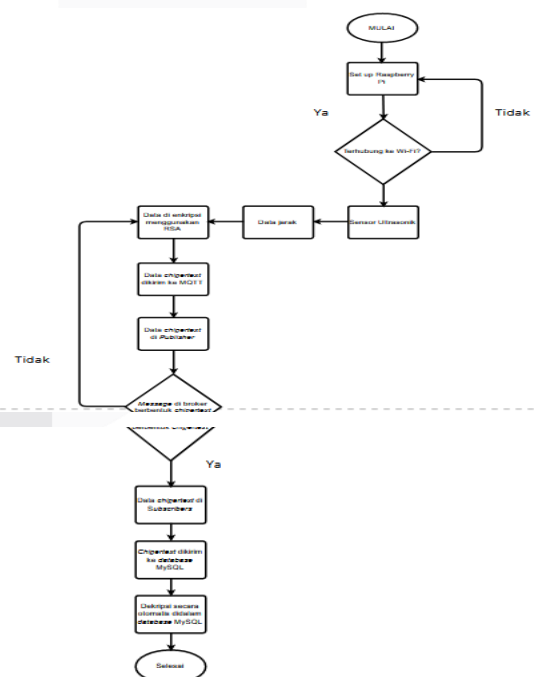 MULAI
Set up Raspberry
Pi
Ya
Tidak
Terhubung ke Wi-Fi?
Sensor Ultrasonik
Data jarak
Data di enkripsi
menggunakan
RSA
Data chipertext
dikirim ke MQTT
Data chipertext
di Publisher
Tidak
Message di broker
berbentuk chipertext
berbentuk chipertext
Ya
Data chipertext di
Subscribers
Chipertext dikirim
ke database
MySQL
Dekripsi secara
otomatis didalam
database MySQL
Selesai